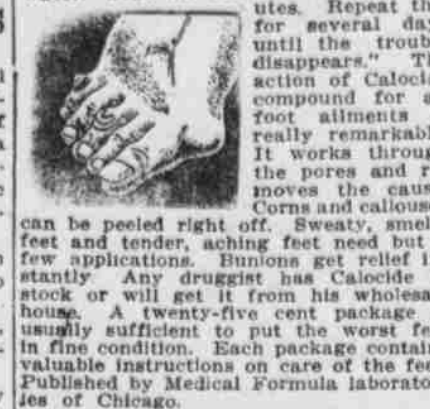 utes. Repeat th
for several day
until the troub
disappears." Th
action of Calocid
compound for a
foot ailments
really remarkabl
It works throug
the pores and r
moves the caus
Corns and callouse
can be peeled right off. Sweaty, smel
feet and tender, aching feet need but
few applications. Bunions get relief i
stantly. Any druggist has Calocide
stock or will get it from his wholesa
house. A twenty-five cent package
usually sufficient to put the worst fe
in fine condition. Each package contain
valuable instructions on care of the fee
Published by Medical Formula laborato
ies of Chicago.